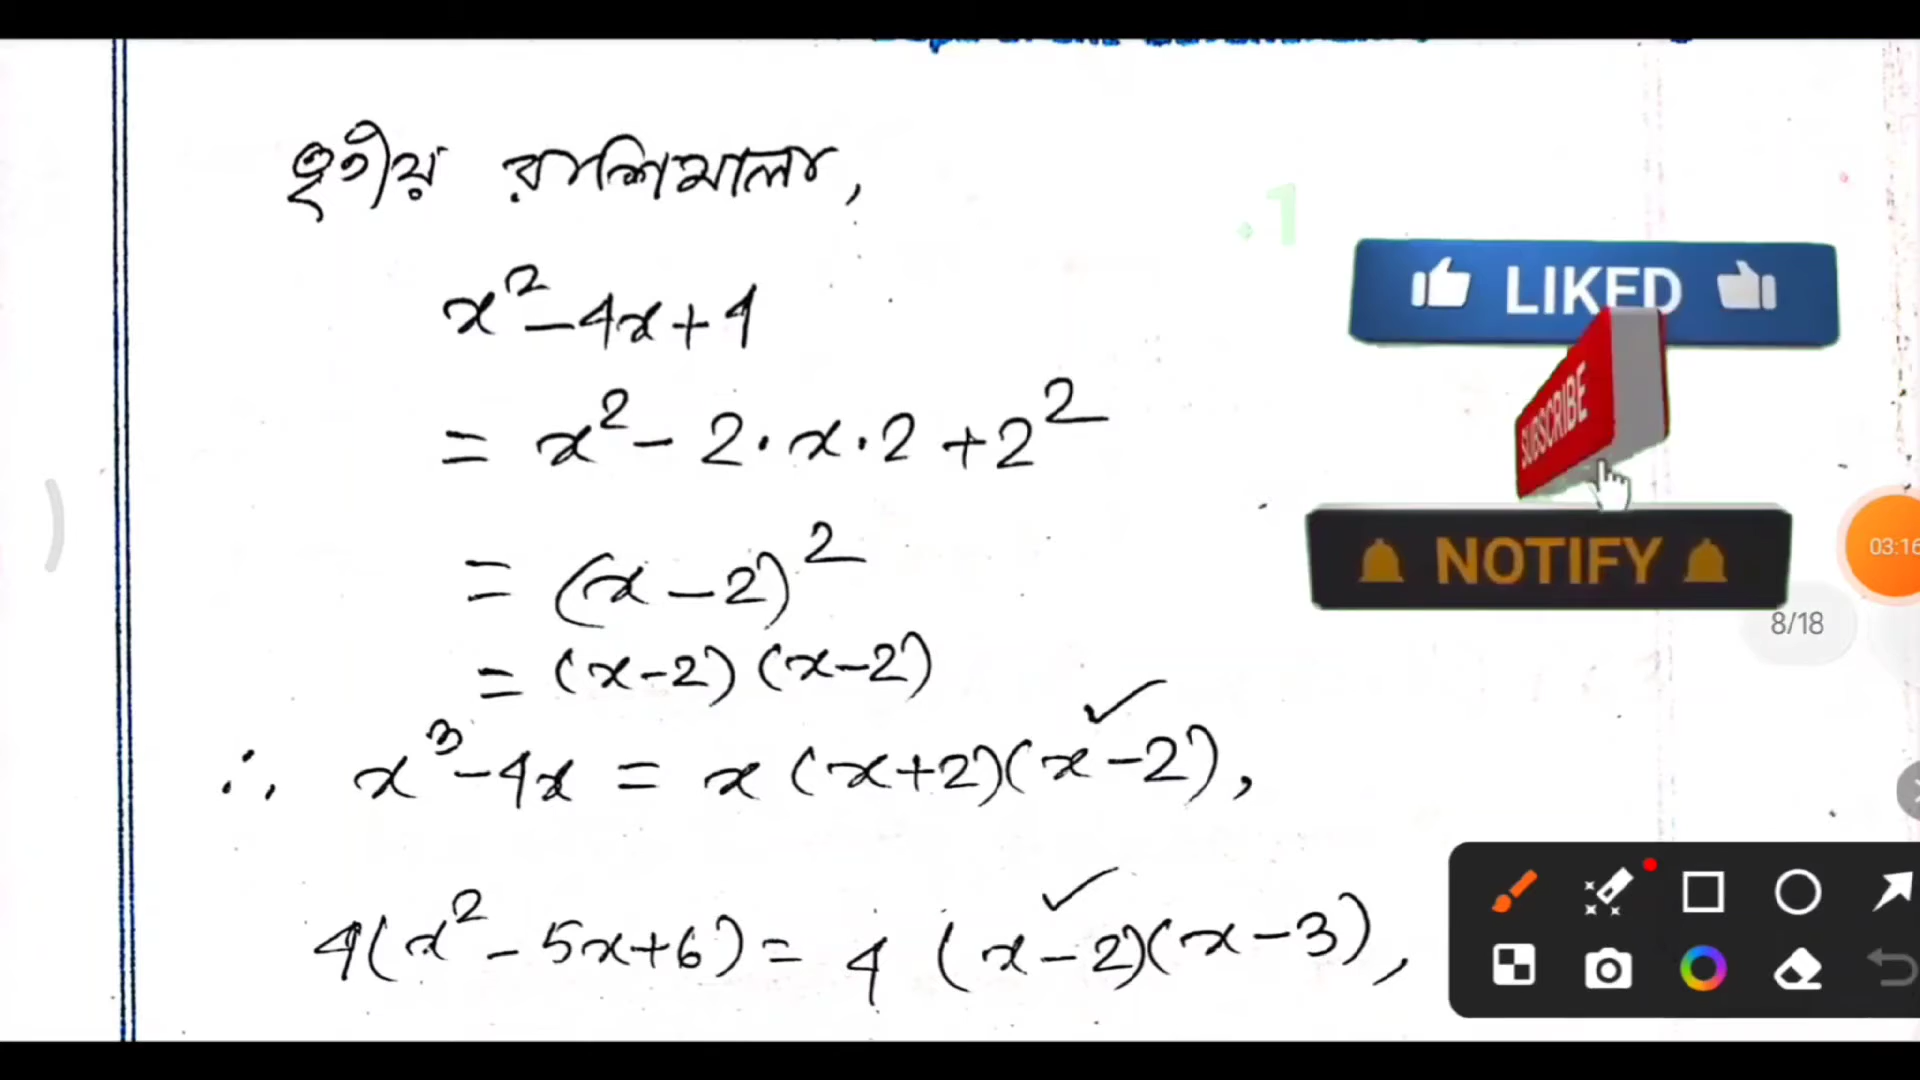 তৃতীয় রাশিমালা,
x² - 4x + 4
= x² - 2·x·2 + 2²
= (x-2)²
= (x-2) (x-2)
∴ x³ - 4x = x (x+2)(x-2),
4(x² - 5x + 6) = 4 (x-2)(x-3),
1
LIKED
SUBSCRIBE
NOTIFY
03:16
8/18